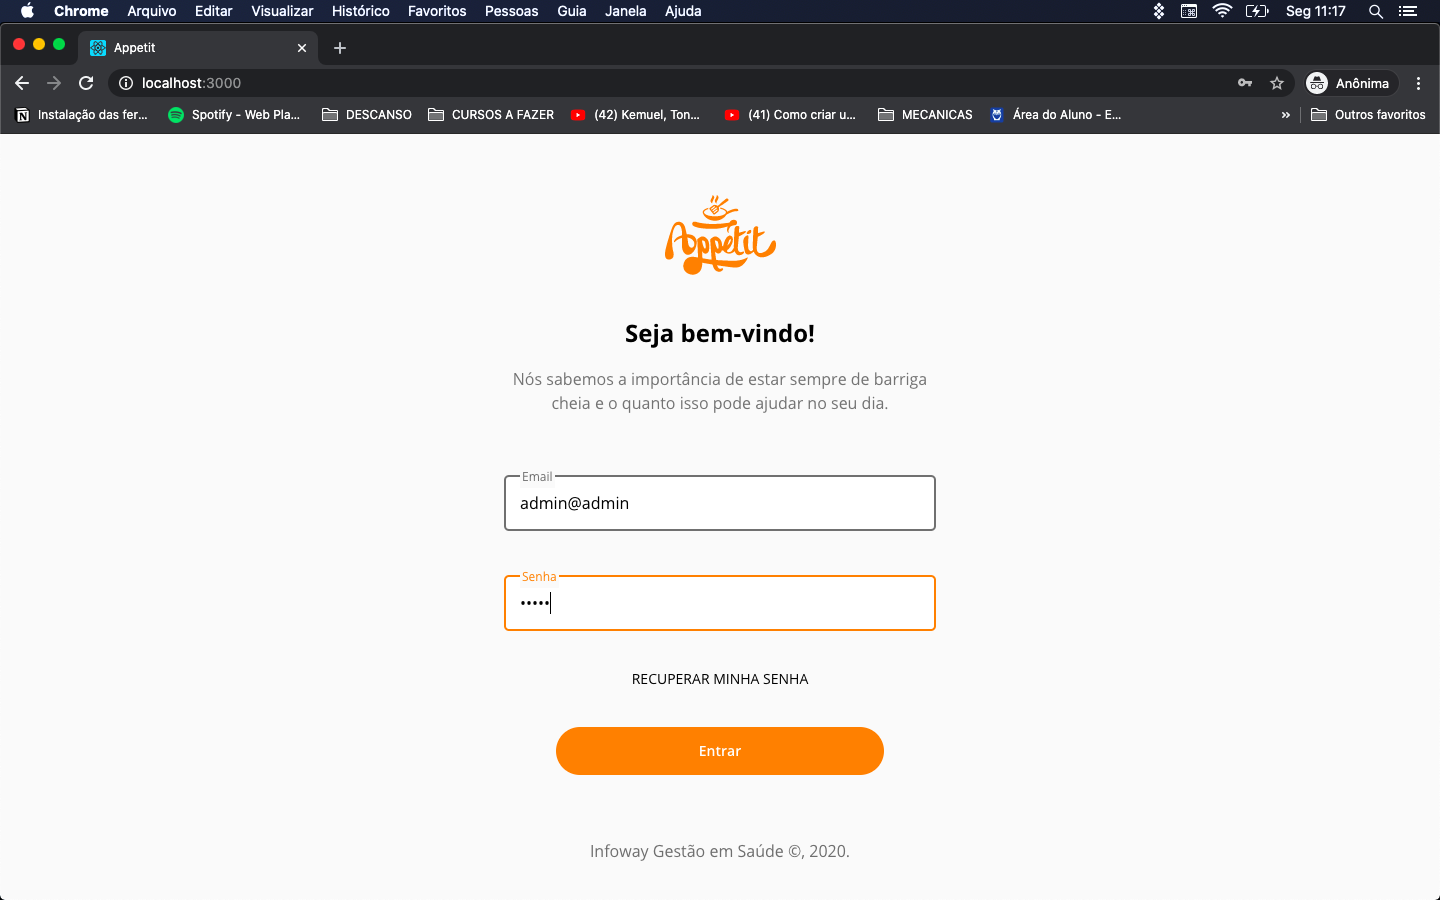 Chrome Arquivo Editar Visualizar Histórico Favoritos Pessoas Guia Janela Ajuda Seg 11:17
Appetit
localhost:3000 Anônima
Instalação das fer... Spotify - Web Pla... DESCANSO CURSOS A FAZER (42) Kemuel, Ton... (41) Como criar u... MECANICAS Área do Aluno - E... » Outros favoritos
Appetit
Seja bem-vindo!
Nós sabemos a importância de estar sempre de barriga
cheia e o quanto isso pode ajudar no seu dia.
Email
admin@admin
Senha
•••••
RECUPERAR MINHA SENHA
Entrar
Infoway Gestão em Saúde ©, 2020.